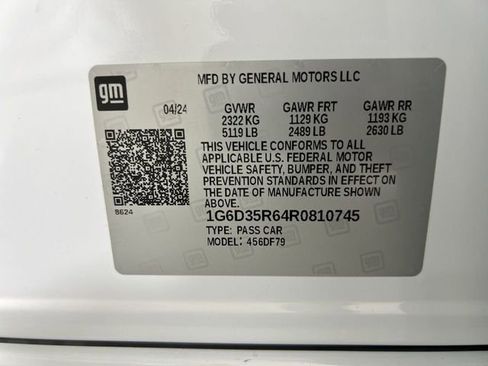 MFD BY GENERAL MOTORS LLC
gm
04/24 GVWR GAWR FRT GAWR RR
2322 KG 1129 KG 1193 KG
5119 LB 2489 LB 2630 LB
THIS VEHICLE CONFORMS TO ALL
APPLICABLE U.S. FEDERAL MOTOR
VEHICLE SAFETY, BUMPER, AND THEFT
PREVENTION STANDARDS IN EFFECT ON
THE DATE OF MANUFACTURE SHOWN
ABOVE.
8624
1G6D35R64R0810745
TYPE: PASS CAR
MODEL: 456DF79